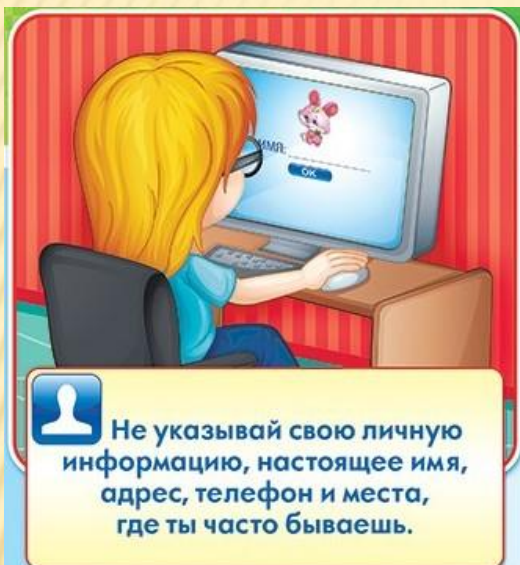 ИМЯ:
OK
Не указывай свою личную
информацию, настоящее имя,
адрес, телефон и места,
где ты часто бываешь.